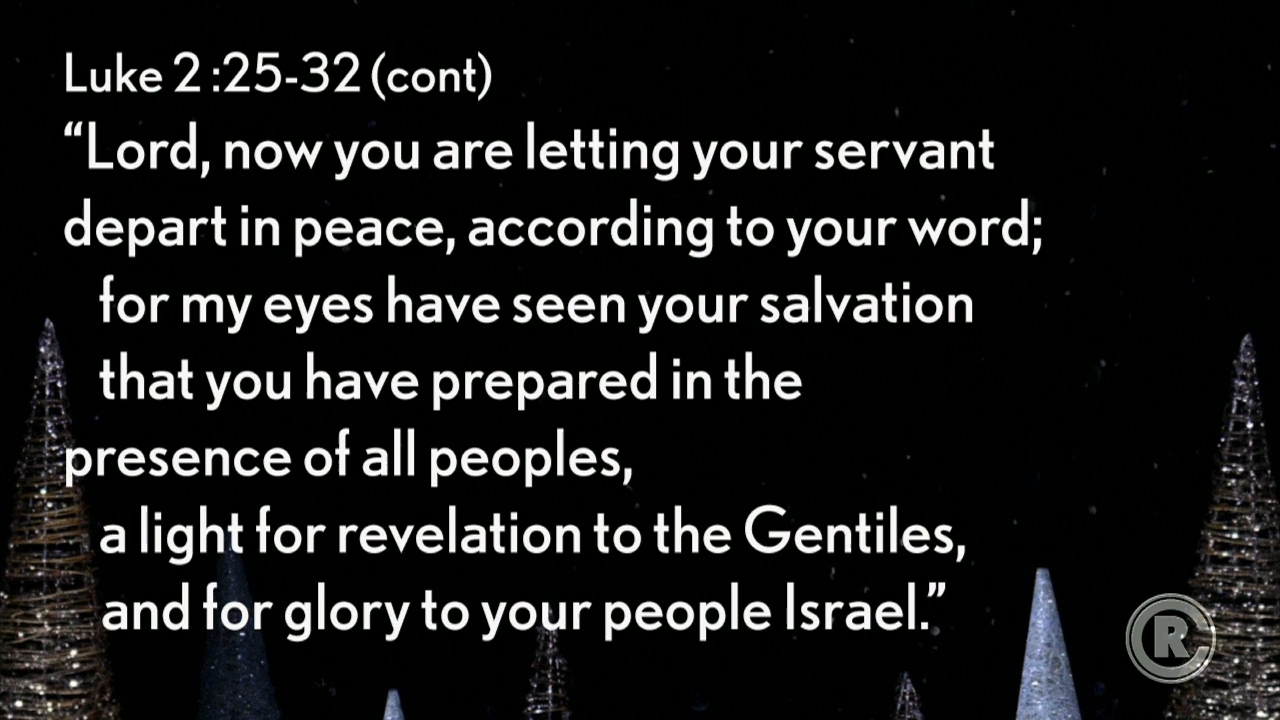 Luke 2 :25-32 (cont)
“Lord, now you are letting your servant
depart in peace, according to your word;
for my eyes have seen your salvation
that you have prepared in the
presence of all peoples,
a light for revelation to the Gentiles,
and for glory to your people Israel.”
CR